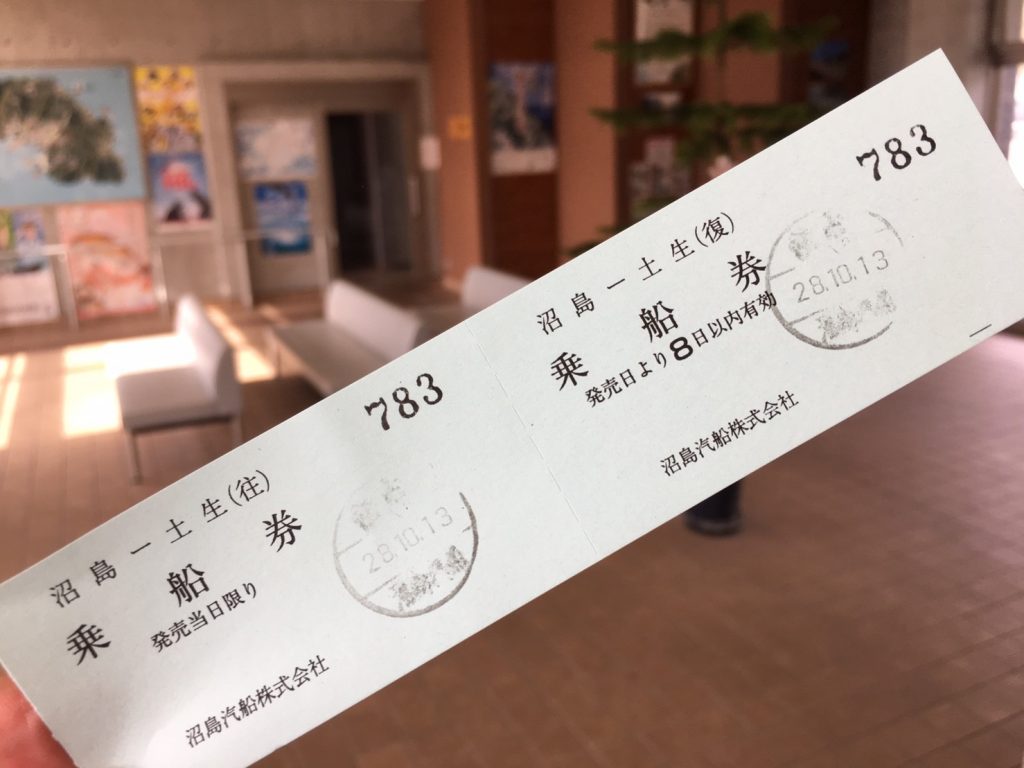 783
沼島ー土生(往)
乗船券
28.10.13
発売当日限り
沼島汽船株式会社
783
沼島ー土生(復)
乗船券
28.10.13
発売日より8日以内有効
沼島汽船株式会社